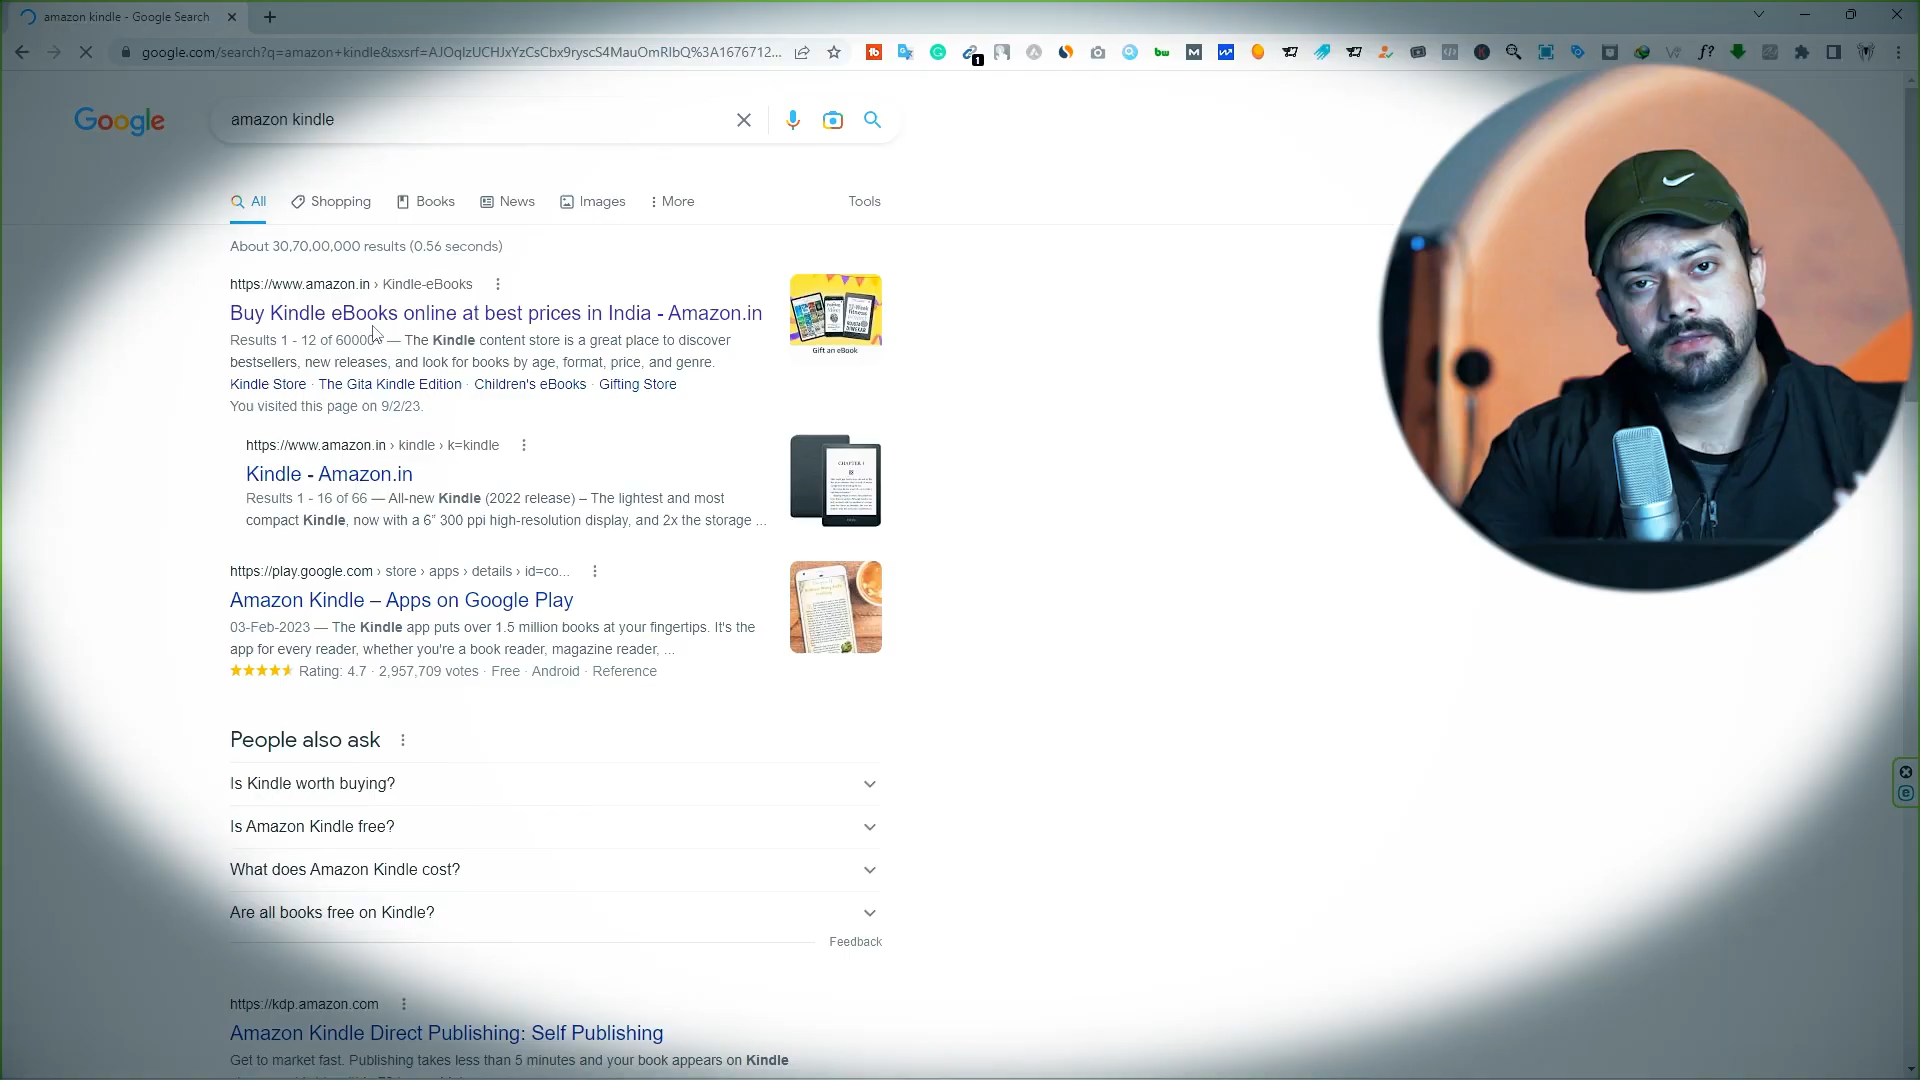 amazon kindle - Google Search
google.com/search?q=amazon+kindle&sxsrf=AJOqlzUCHJxYzCsCbx9ryscS4MauOmRIbQ%3A1676712...
Google
amazon kindle
All
Shopping
Books
News
Images
More
Tools
About 30,70,00,000 results (0.56 seconds)
https://www.amazon.in › Kindle-eBooks
Buy Kindle eBooks online at best prices in India - Amazon.in
Results 1 - 12 of 60000 — The Kindle content store is a great place to discover
bestsellers, new releases, and look for books by age, format, price, and genre.
Kindle Store · The Gita Kindle Edition · Children's eBooks · Gifting Store
You visited this page on 9/2/23.
Gift an eBook
https://www.amazon.in › kindle › k=kindle
Kindle - Amazon.in
Results 1 - 16 of 66 — All-new Kindle (2022 release) – The lightest and most
compact Kindle, now with a 6” 300 ppi high-resolution display, and 2x the storage ...
CHAPTER 1
https://play.google.com › store › apps › details › id=co...
Amazon Kindle – Apps on Google Play
03-Feb-2023 — The Kindle app puts over 1.5 million books at your fingertips. It's the
app for every reader, whether you're a book reader, magazine reader, ...
Rating: 4.7 · 2,957,709 votes · Free · Android · Reference
People also ask
Is Kindle worth buying?
Is Amazon Kindle free?
What does Amazon Kindle cost?
Are all books free on Kindle?
Feedback
https://kdp.amazon.com
Amazon Kindle Direct Publishing: Self Publishing
Get to market fast. Publishing takes less than 5 minutes and your book appears on Kindle